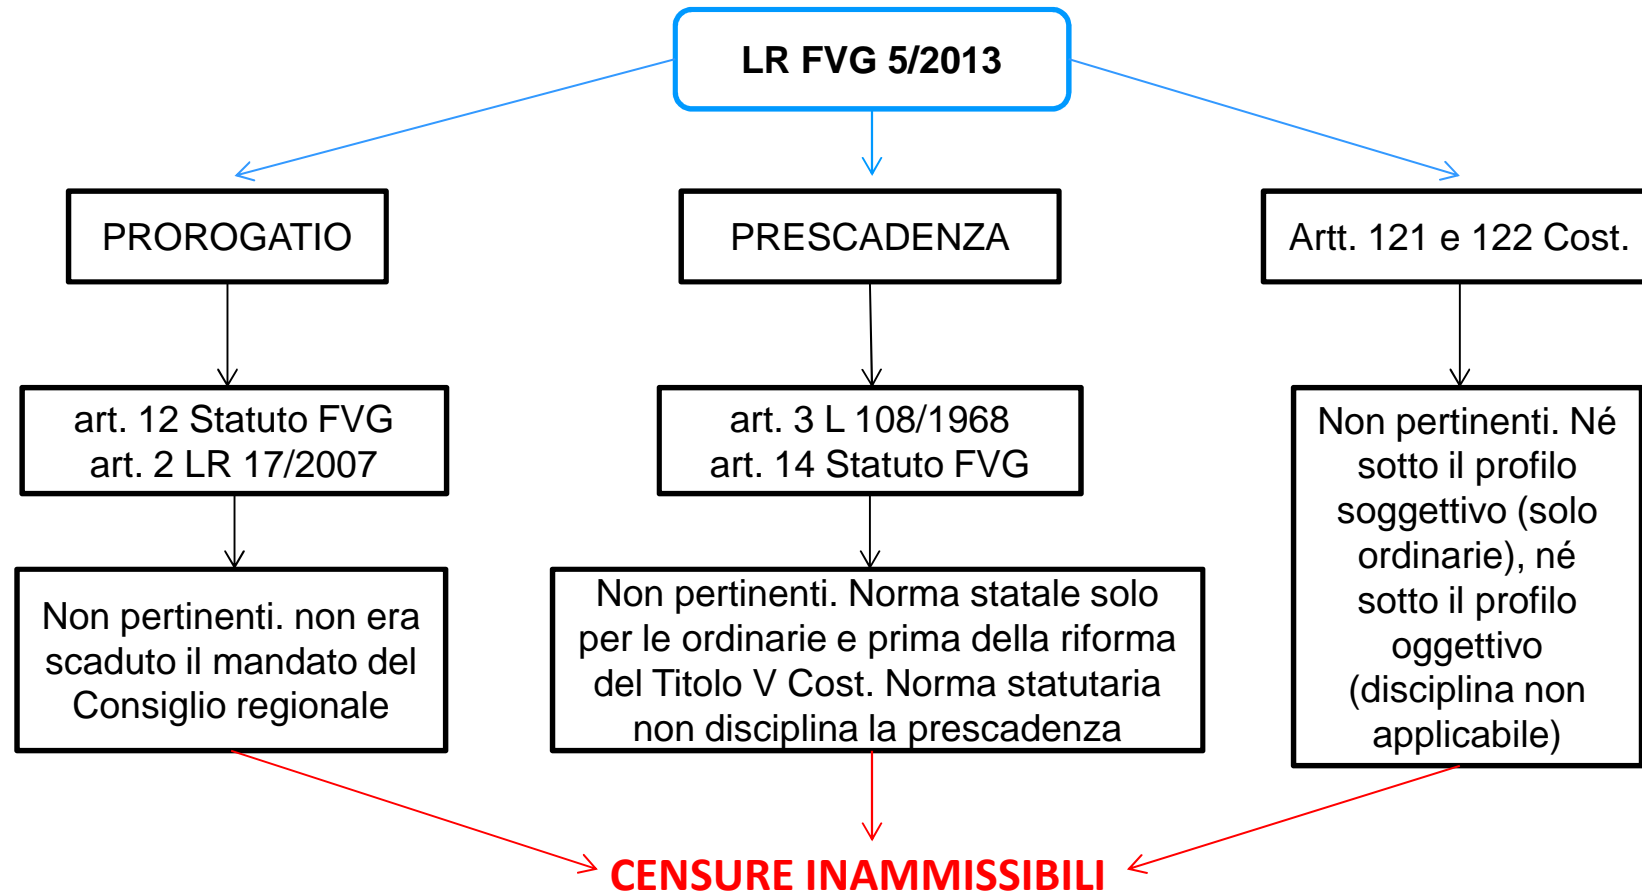 LR FVG 5/2013
PROROGATIO
PRESCADENZA
Artt. 121 e 122 Cost.
art. 12 Statuto FVG
art. 2 LR 17/2007
art. 3 L 108/1968
art. 14 Statuto FVG
Non pertinenti. Né
sotto il profilo
soggettivo (solo
ordinarie), né
sotto il profilo
oggettivo
(disciplina non
applicabile)
Non pertinenti. non era
scaduto il mandato del
Consiglio regionale
Non pertinenti. Norma statale solo
per le ordinarie e prima della riforma
del Titolo V Cost. Norma statutaria
non disciplina la prescadenza
CENSURE INAMMISSIBILI